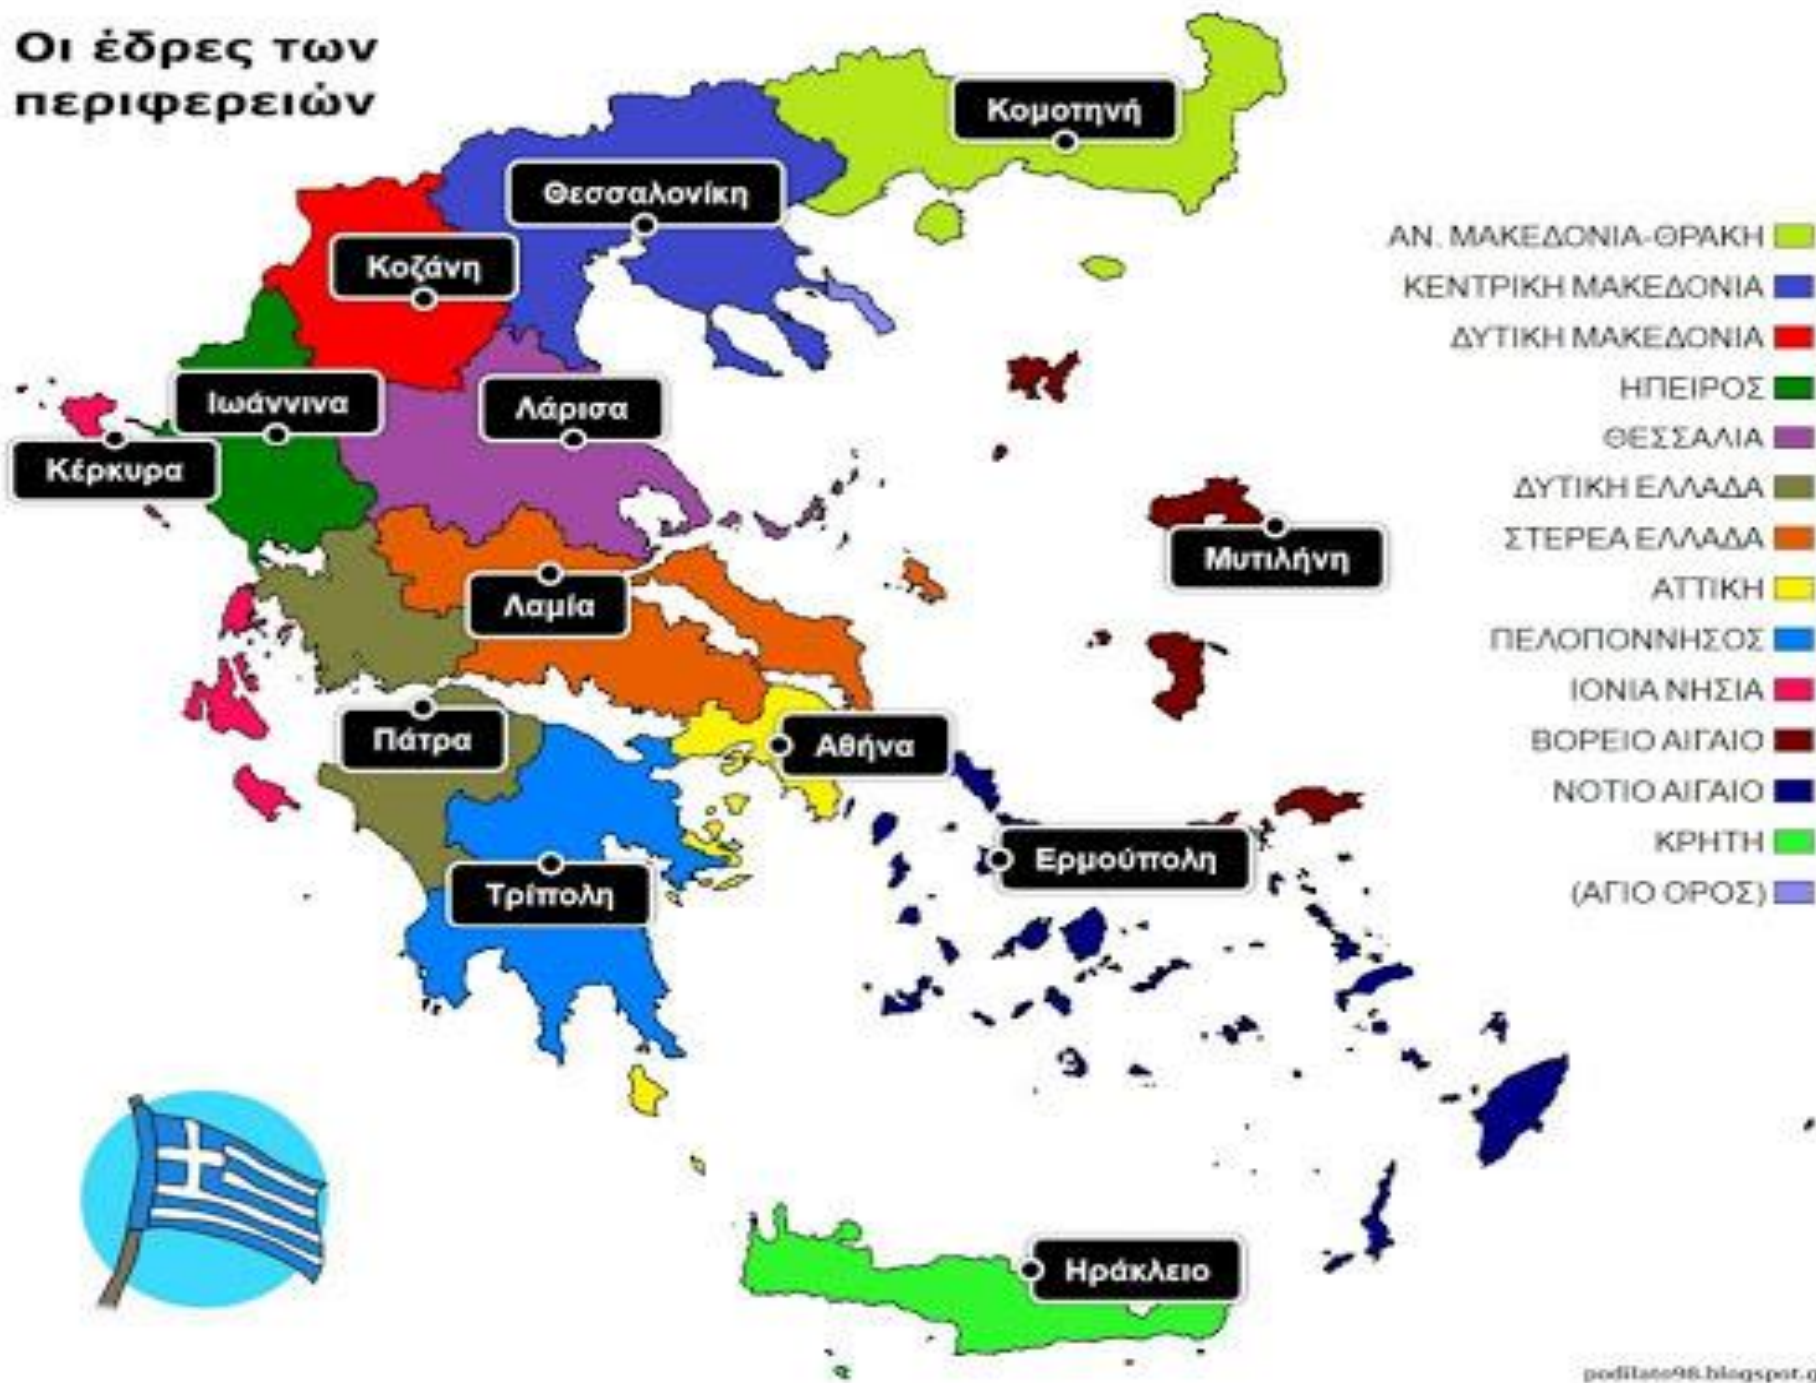 Οι έδρες των
περιφερειών
Κομοτηνή
Θεσσαλονίκη
Κοζάνη
Ιωάννινα
Λάρισα
Κέρκυρα
Μυτιλήνη
Λαμία
Πάτρα
Αθήνα
Ερμούπολη
Τρίπολη
Ηράκλειο
ΑΝ. ΜΑΚΕΔΟΝΙΑ-ΘΡΑΚΗ
ΚΕΝΤΡΙΚΗ ΜΑΚΕΔΟΝΙΑ
ΔΥΤΙΚΗ ΜΑΚΕΔΟΝΙΑ
ΗΠΕΙΡΟΣ
ΘΕΣΣΑΛΙΑ
ΔΥΤΙΚΗ ΕΛΛΑΔΑ
ΣΤΕΡΕΑ ΕΛΛΑΔΑ
ΑΤΤΙΚΗ
ΠΕΛΟΠΟΝΝΗΣΟΣ
ΙΟΝΙΑ ΝΗΣΙΑ
ΒΟΡΕΙΟ ΑΙΓΑΙΟ
ΝΟΤΙΟ ΑΙΓΑΙΟ
ΚΡΗΤΗ
(ΑΓΙΟ ΟΡΟΣ)
podilato98.blogspot.g